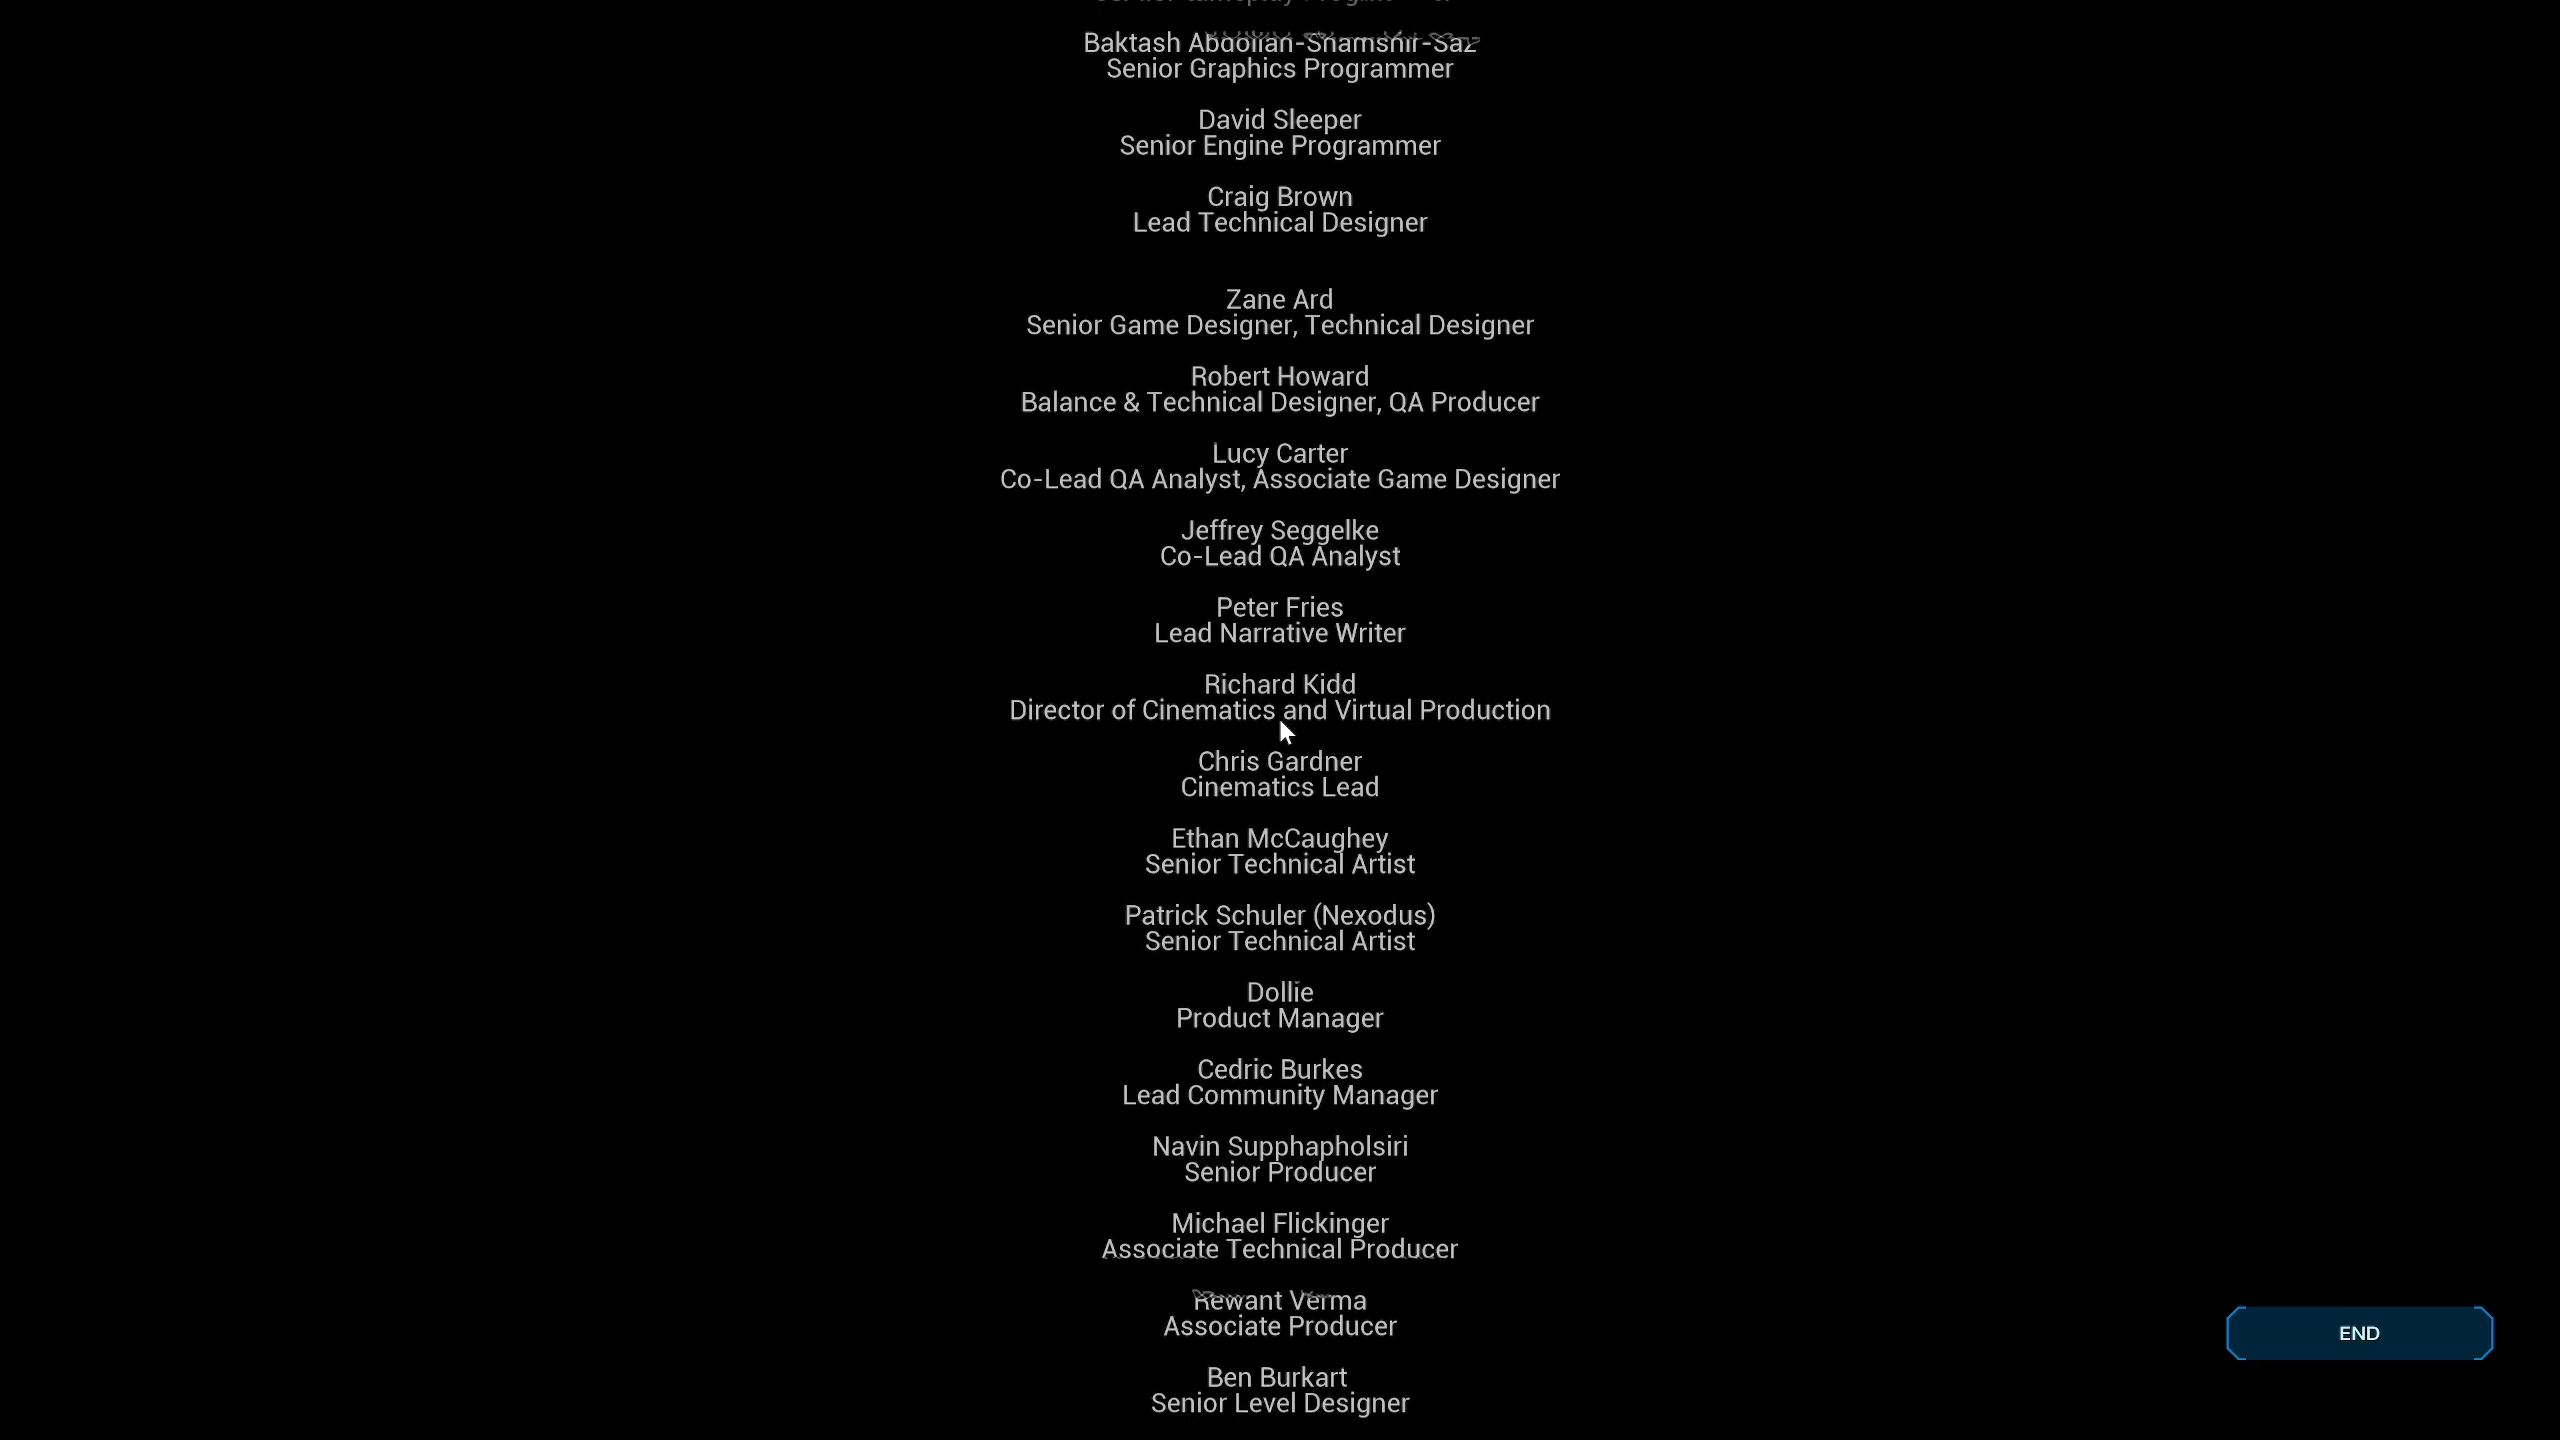 Baktash Abdolian-Shamshir-Saz
Senior Graphics Programmer
David Sleeper
Senior Engine Programmer
Craig Brown
Lead Technical Designer
Zane Ard
Senior Game Designer, Technical Designer
Robert Howard
Balance & Technical Designer, QA Producer
Lucy Carter
Co-Lead QA Analyst, Associate Game Designer
Jeffrey Seggelke
Co-Lead QA Analyst
Peter Fries
Lead Narrative Writer
Richard Kidd
Director of Cinematics and Virtual Production
Chris Gardner
Cinematics Lead
Ethan McCaughey
Senior Technical Artist
Patrick Schuler (Nexodus)
Senior Technical Artist
Dollie
Product Manager
Cedric Burkes
Lead Community Manager
Navin Supphapholsiri
Senior Producer
Michael Flickinger
Associate Technical Producer
Rewant Verma
Associate Producer
END
Ben Burkart
Senior Level Designer